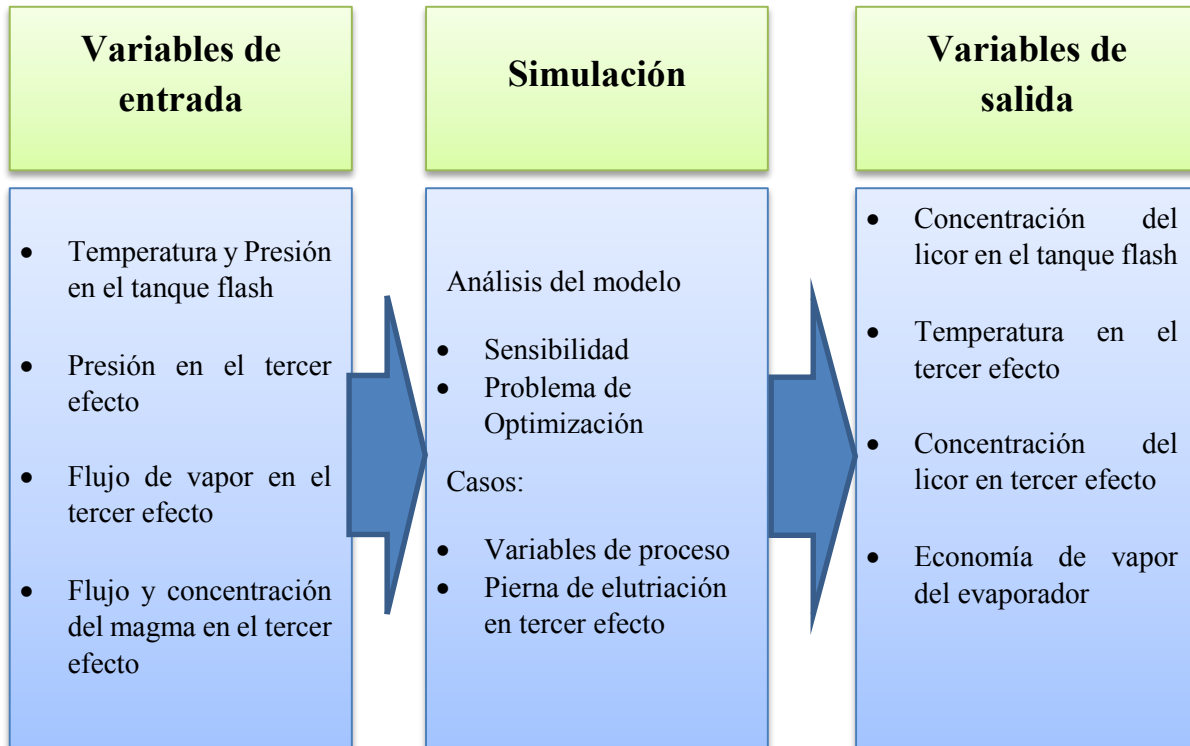 Variables de
entrada
• Temperatura y Presión
en el tanque flash
• Presión en el tercer
efecto
• Flujo de vapor en el
tercer efecto
• Flujo y concentración
del magma en el tercer
efecto
Simulación
Análisis del modelo
• Sensibilidad
• Problema de
Optimización
Casos:
• Variables de proceso
• Pierna de elutriación
en tercer efecto
Variables de
salida
• Concentración del
licor en el tanque flash
• Temperatura en el
tercer efecto
• Concentración del
licor en tercer efecto
• Economía de vapor
del evaporador